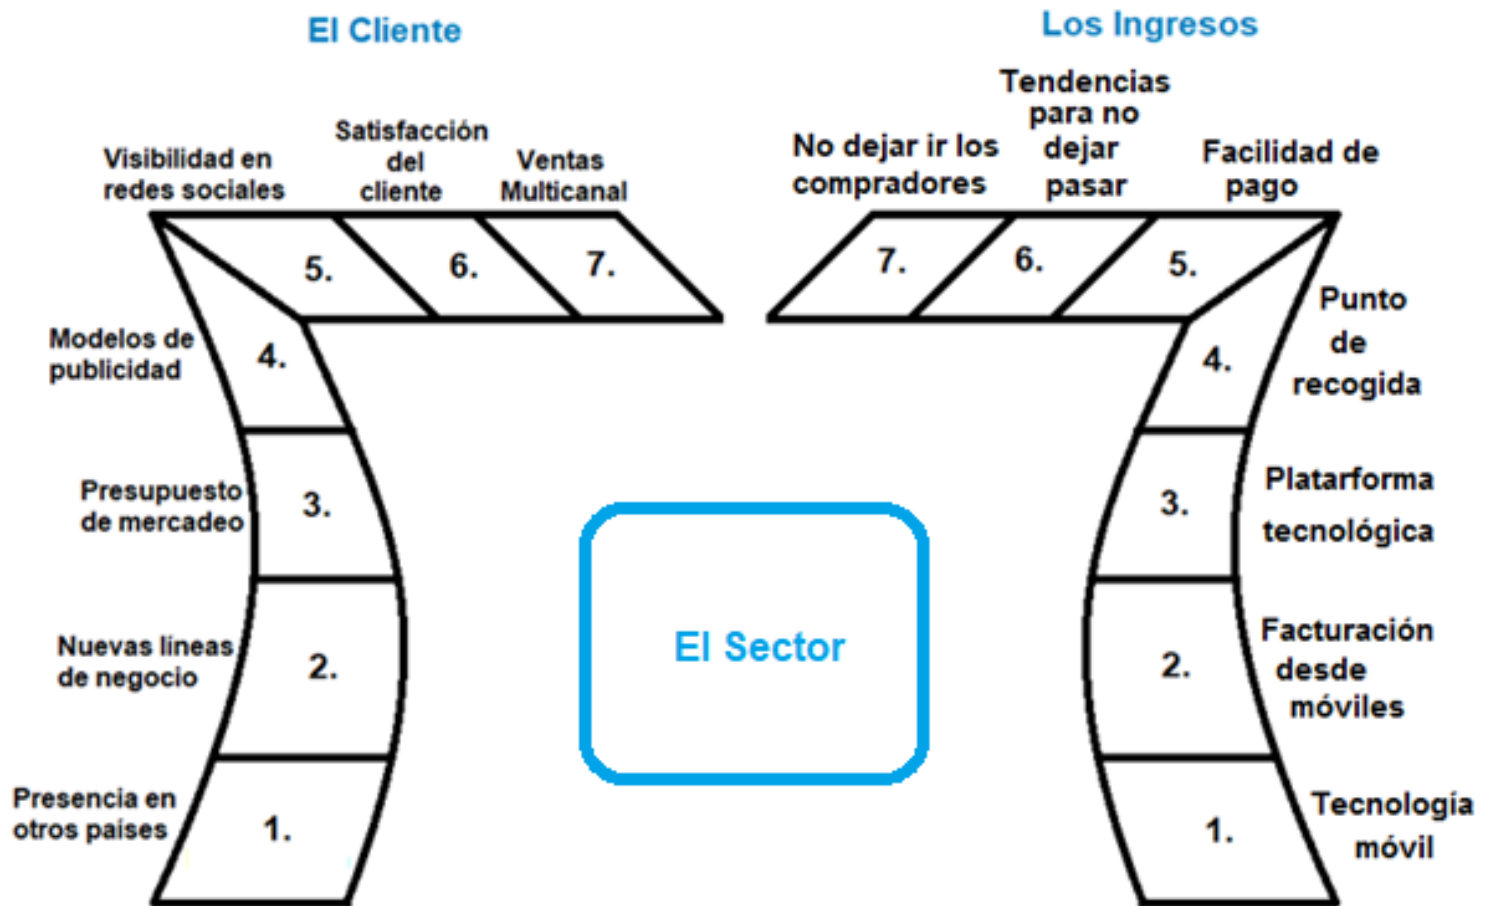 El Cliente
Los Ingresos
Visibilidad en
redes sociales
Satisfacción
del
cliente
Ventas
Multicanal
No dejar ir los
compradores
Tendencias
para no
dejar
pasar
Facilidad de
pago
5.
6.
7.
7.
6.
5.
Modelos de
publicidad
4.
4.
Punto
de
recogida
Presupuesto
de mercadeo
3.
3.
Platarforma
tecnológica
Nuevas líneas
de negocio
2.
El Sector
2.
Facturación
desde
móviles
Presencia en
otros países
1.
1.
Tecnología
móvil